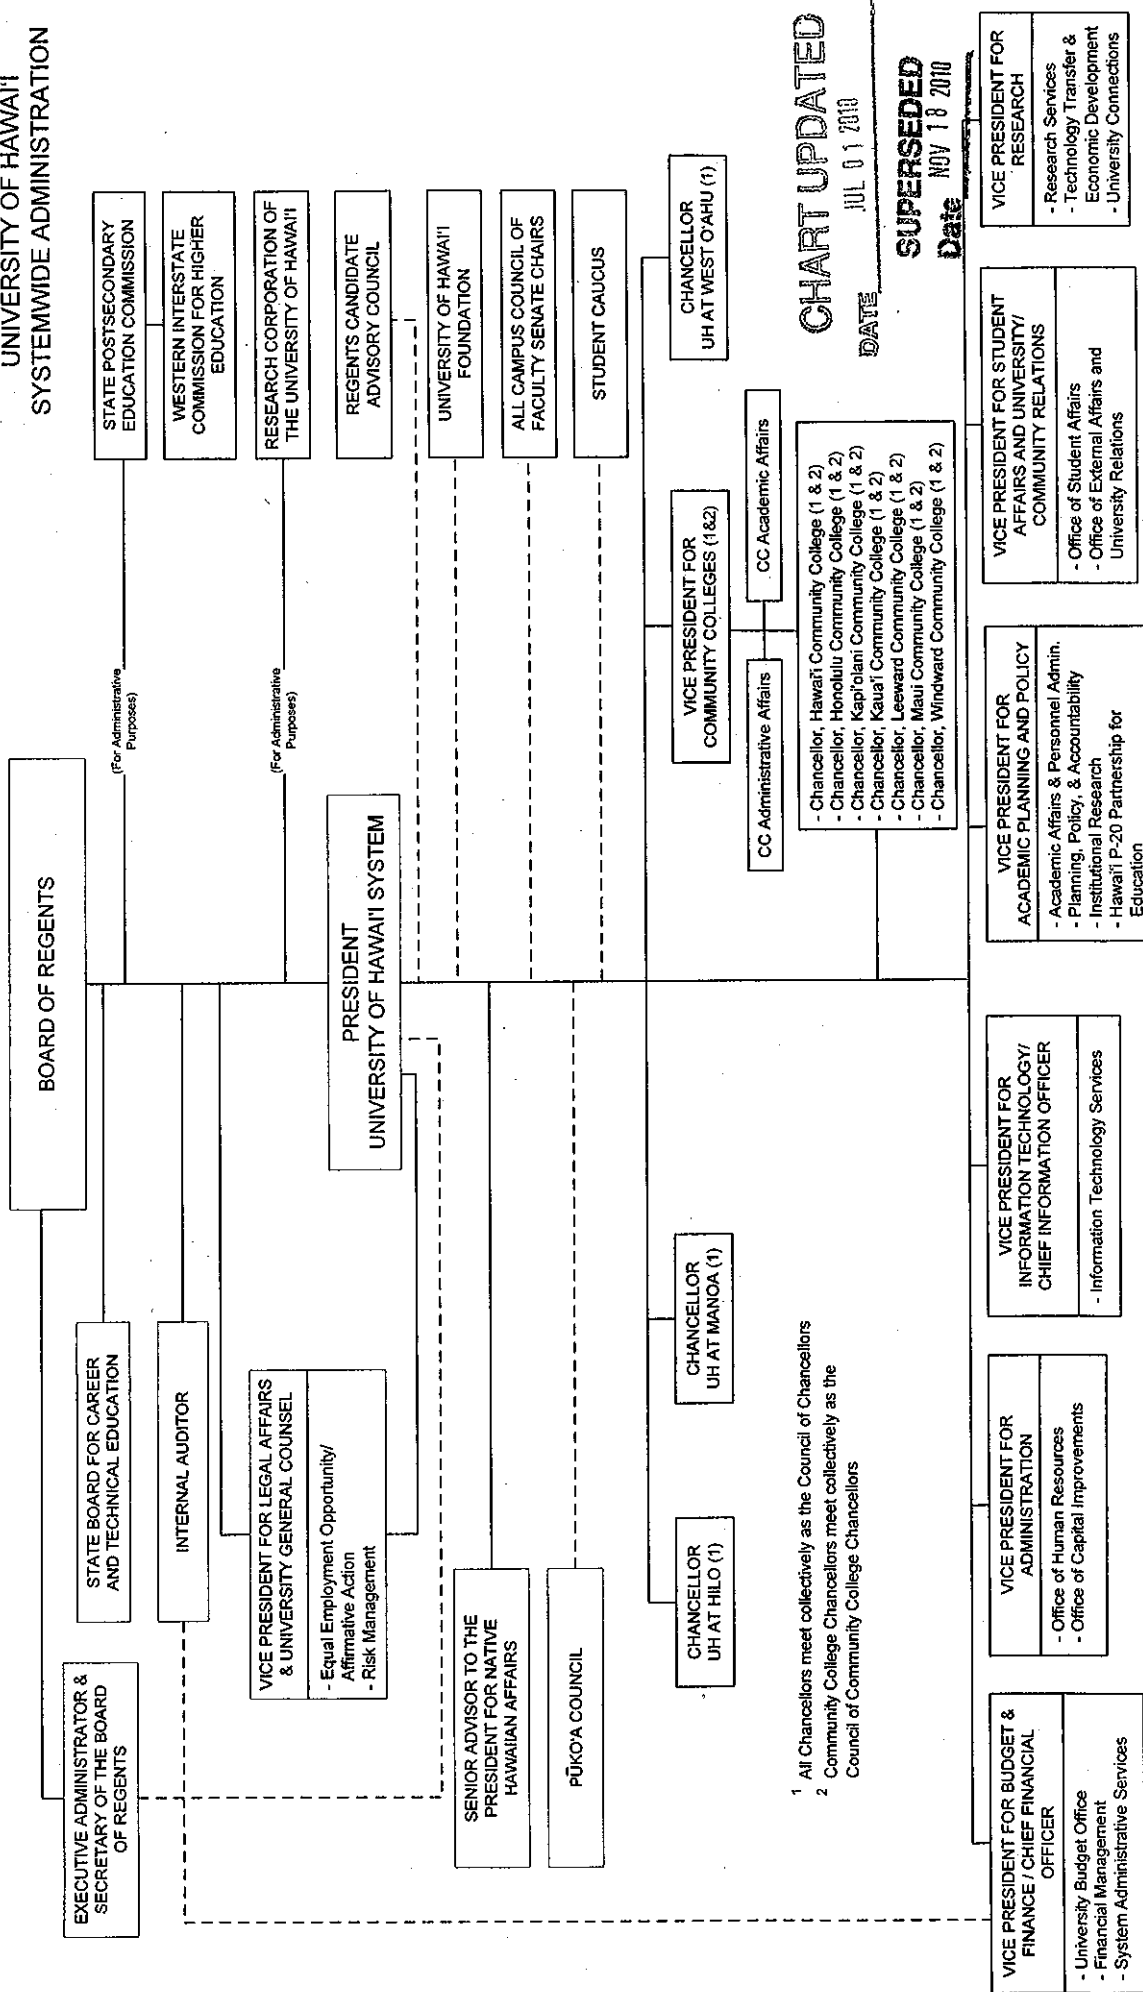 UNIVERSITY OF HAWAI'I
SYSTEMWIDE ADMINISTRATION
BOARD OF REGENTS
EXECUTIVE ADMINISTRATOR &
SECRETARY OF THE BOARD
OF REGENTS
STATE BOARD FOR CAREER
AND TECHNICAL EDUCATION
INTERNAL AUDITOR
VICE PRESIDENT FOR LEGAL AFFAIRS
& UNIVERSITY GENERAL COUNSEL
- Equal Employment Opportunity/
Affirmative Action
- Risk Management
(For Administrative
Purposes)
STATE POSTSECONDARY
EDUCATION COMMISSION
WESTERN INTERSTATE
COMMISSION FOR HIGHER
EDUCATION
(For Administrative
Purposes)
RESEARCH CORPORATION OF
THE UNIVERSITY OF HAWAI'I
PRESIDENT
UNIVERSITY OF HAWAI'I SYSTEM
REGENTS CANDIDATE
ADVISORY COUNCIL
UNIVERSITY OF HAWAI'I
FOUNDATION
ALL CAMPUS COUNCIL OF
FACULTY SENATE CHAIRS
STUDENT CAUCUS
SENIOR ADVISOR TO THE
PRESIDENT FOR NATIVE
HAWAIIAN AFFAIRS
PŪKO'A COUNCIL
CHANCELLOR
UH AT HILO (1)
CHANCELLOR
UH AT MANOA (1)
VICE PRESIDENT FOR
COMMUNITY COLLEGES (1&2)
CHANCELLOR
UH AT WEST O'AHU (1)
CC Administrative Affairs
CC Academic Affairs
- Chancellor, Hawai'i Community College (1 & 2)
- Chancellor, Honolulu Community College (1 & 2)
- Chancellor, Kapi'olani Community College (1 & 2)
- Chancellor, Kaua'i Community College (1 & 2)
- Chancellor, Leeward Community College (1 & 2)
- Chancellor, Maui Community College (1 & 2)
- Chancellor, Windward Community College (1 & 2)
1 All Chancellors meet collectively as the Council of Chancellors
2 Community College Chancellors meet collectively as the
Council of Community College Chancellors
CHART UPDATED
DATE JUL 01 2010
SUPERSEDED
Date NOV 18 2010
VICE PRESIDENT FOR BUDGET &
FINANCE / CHIEF FINANCIAL
OFFICER
- University Budget Office
- Financial Management
- System Administrative Services
VICE PRESIDENT FOR
ADMINISTRATION
- Office of Human Resources
- Office of Capital Improvements
VICE PRESIDENT FOR
INFORMATION TECHNOLOGY/
CHIEF INFORMATION OFFICER
- Information Technology Services
VICE PRESIDENT FOR
ACADEMIC PLANNING AND POLICY
- Academic Affairs & Personnel Admin.
- Planning, Policy, & Accountability
- Institutional Research
- Hawai'i P-20 Partnership for
Education
VICE PRESIDENT FOR STUDENT
AFFAIRS AND UNIVERSITY/
COMMUNITY RELATIONS
- Office of Student Affairs
- Office of External Affairs and
University Relations
VICE PRESIDENT FOR
RESEARCH
- Research Services
- Technology Transfer &
Economic Development
- University Connections